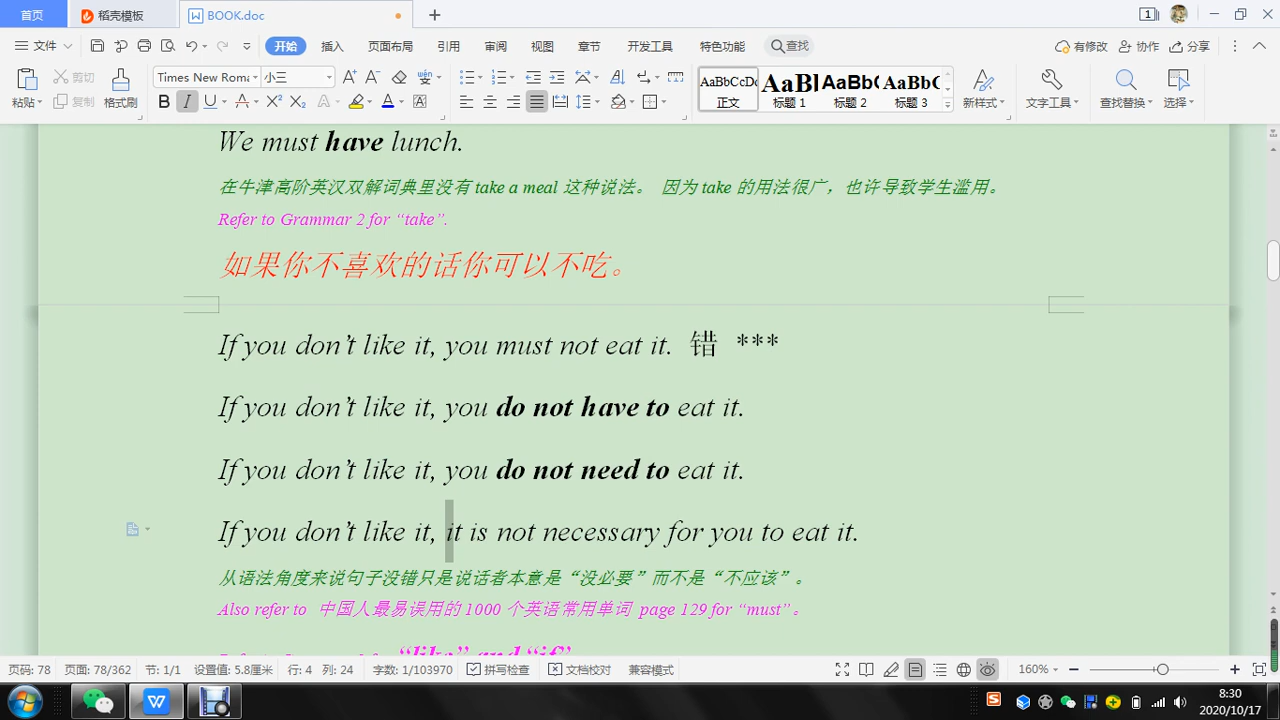 首页 稻壳模板 BOOK.doc
文件 开始 插入 页面布局 引用 审阅 视图 章节 开发工具 特色功能 查找 有修改 协作 分享
粘贴 剪切 复制 格式刷 Times New Roma 小三 AaBbCcDd 正文 AaBl 标题 1 AaBb( 标题 2 AaBb( 标题 3 新样式 文字工具 查找替换 选择
We must have lunch.
在牛津高阶英汉双解词典里没有 take a meal 这种说法。 因为 take 的用法很广，也许导致学生滥用。
Refer to Grammar 2 for “take”.
如果你不喜欢的话你可以不吃。
If you don’t like it, you must not eat it. 错 ***
If you don’t like it, you do not have to eat it.
If you don’t like it, you do not need to eat it.
If you don’t like it, it is not necessary for you to eat it.
从语法角度来说句子没错只是说话者本意是“没必要”而不是“不应该”。
Also refer to 中国人最易误用的 1000 个英语常用单词 page 129 for “must”。
“like” and “if”
页码: 78 页面: 78/362 节: 1/1 设置值: 5.8厘米 行: 4 列: 24 字数: 1/103970 拼写检查 文档校对 兼容模式 160%
8:30
2020/10/17